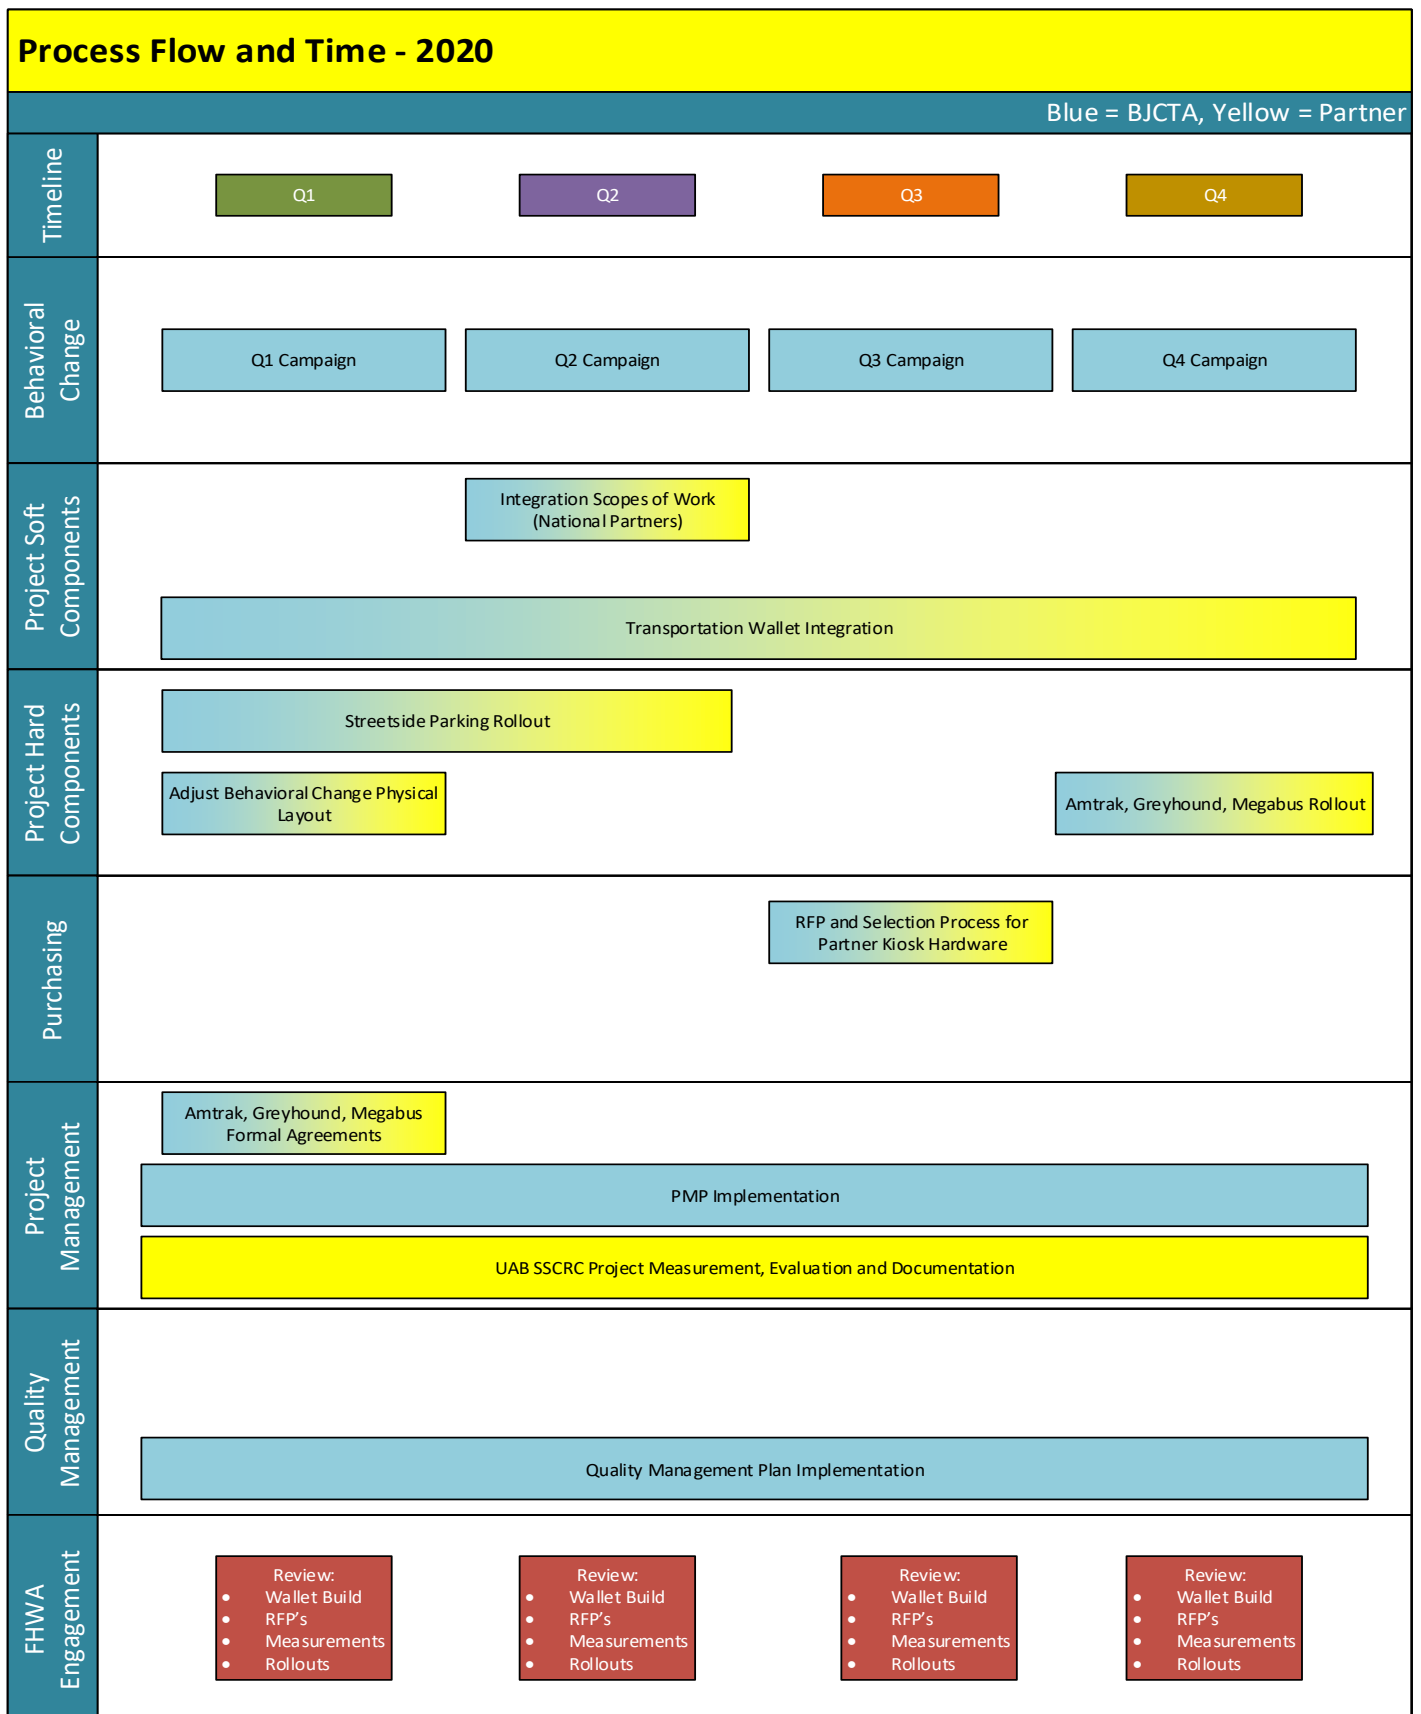 Process Flow and Time - 2020
Blue = BJCTA, Yellow = Partner
Timeline
Q1
Q2
Q3
Q4
Behavioral
Change
Q1 Campaign
Q2 Campaign
Q3 Campaign
Q4 Campaign
Project Soft
Components
Integration Scopes of Work
(National Partners)
Transportation Wallet Integration
Project Hard
Components
Streetside Parking Rollout
Adjust Behavioral Change Physical
Layout
Amtrak, Greyhound, Megabus Rollout
Purchasing
RFP and Selection Process for
Partner Kiosk Hardware
Project
Management
Amtrak, Greyhound, Megabus
Formal Agreements
PMP Implementation
UAB SSCRC Project Measurement, Evaluation and Documentation
Quality
Management
Quality Management Plan Implementation
FHWA
Engagement
Review:
• Wallet Build
• RFP's
• Measurements
• Rollouts
Review:
• Wallet Build
• RFP's
• Measurements
• Rollouts
Review:
• Wallet Build
• RFP's
• Measurements
• Rollouts
Review:
• Wallet Build
• RFP's
• Measurements
• Rollouts